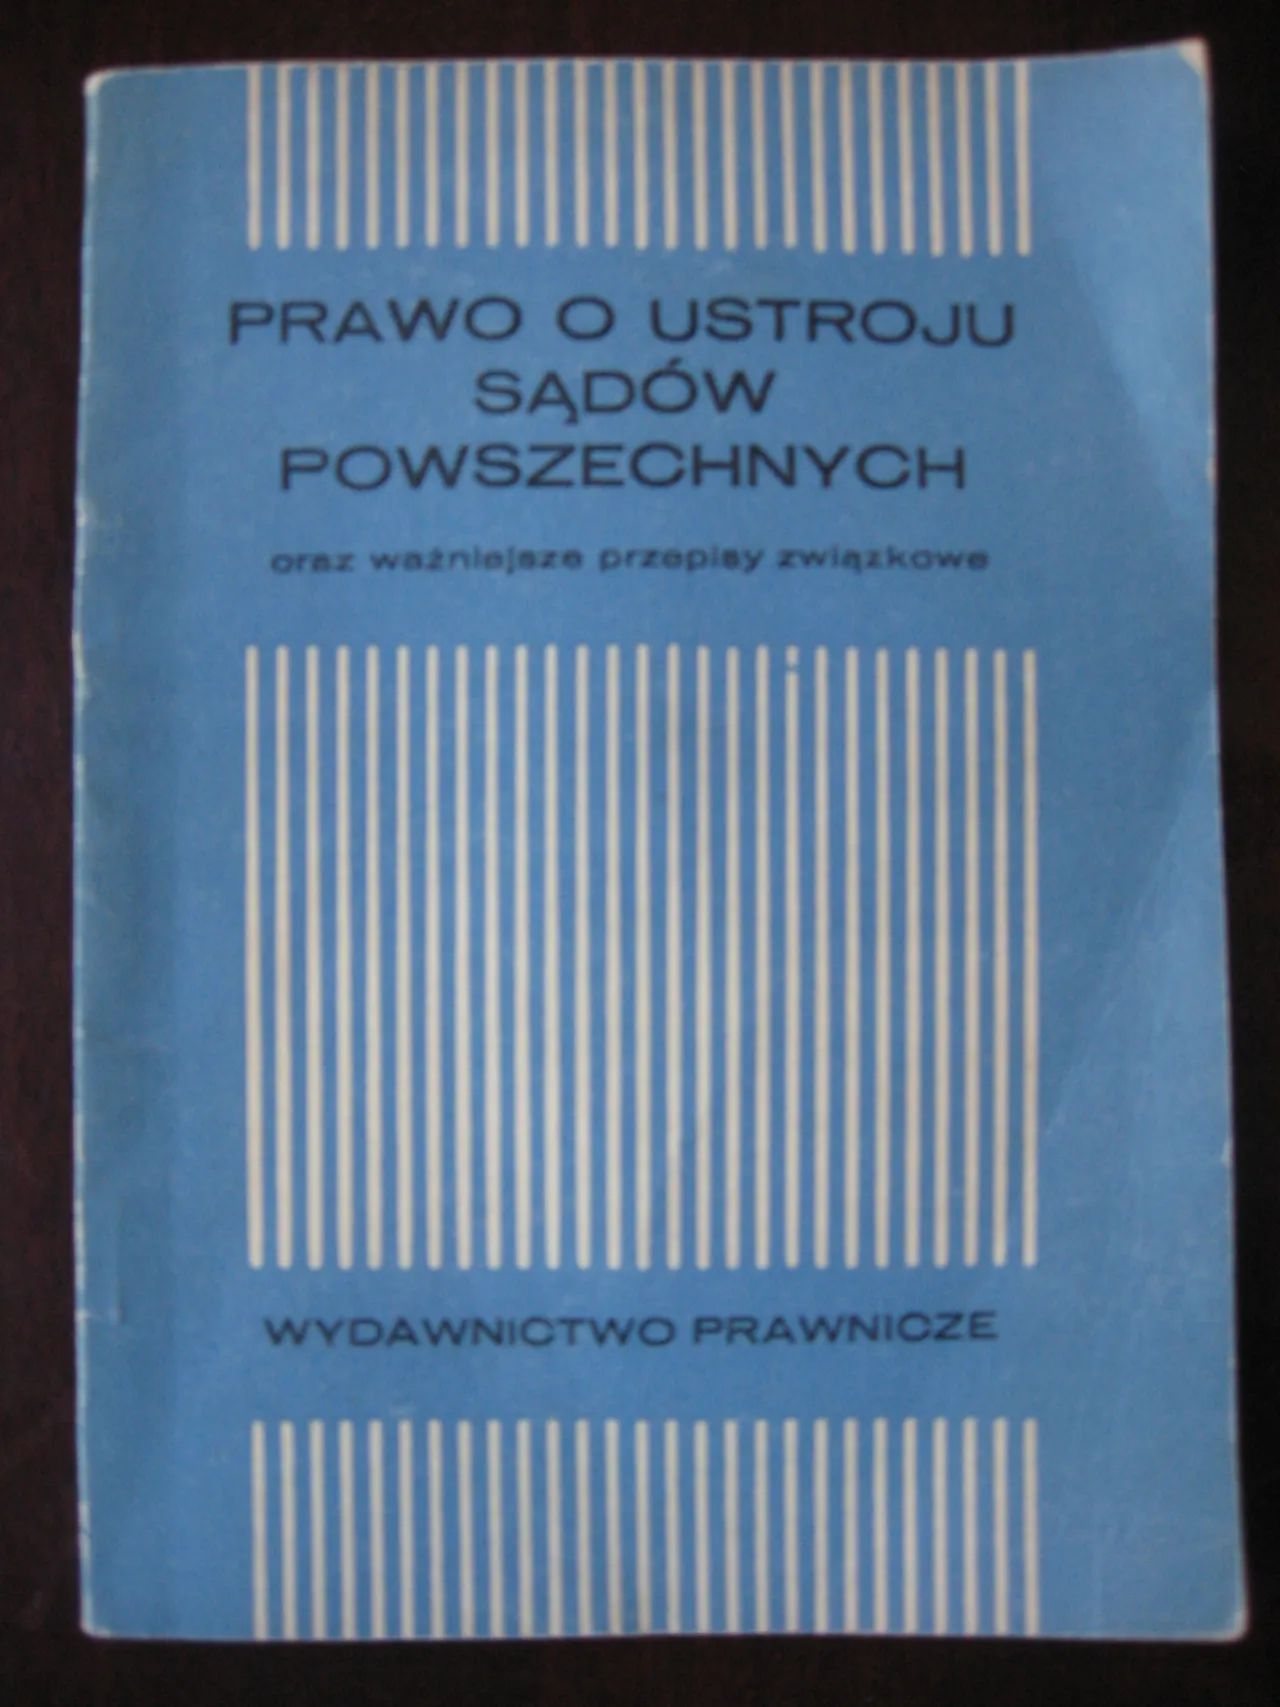 PRAWO O USTROJU
SĄDÓW
POWSZECHNYCH
oraz ważniejsze przepisy związkowe
WYDAWNICTWO PRAWNICZE